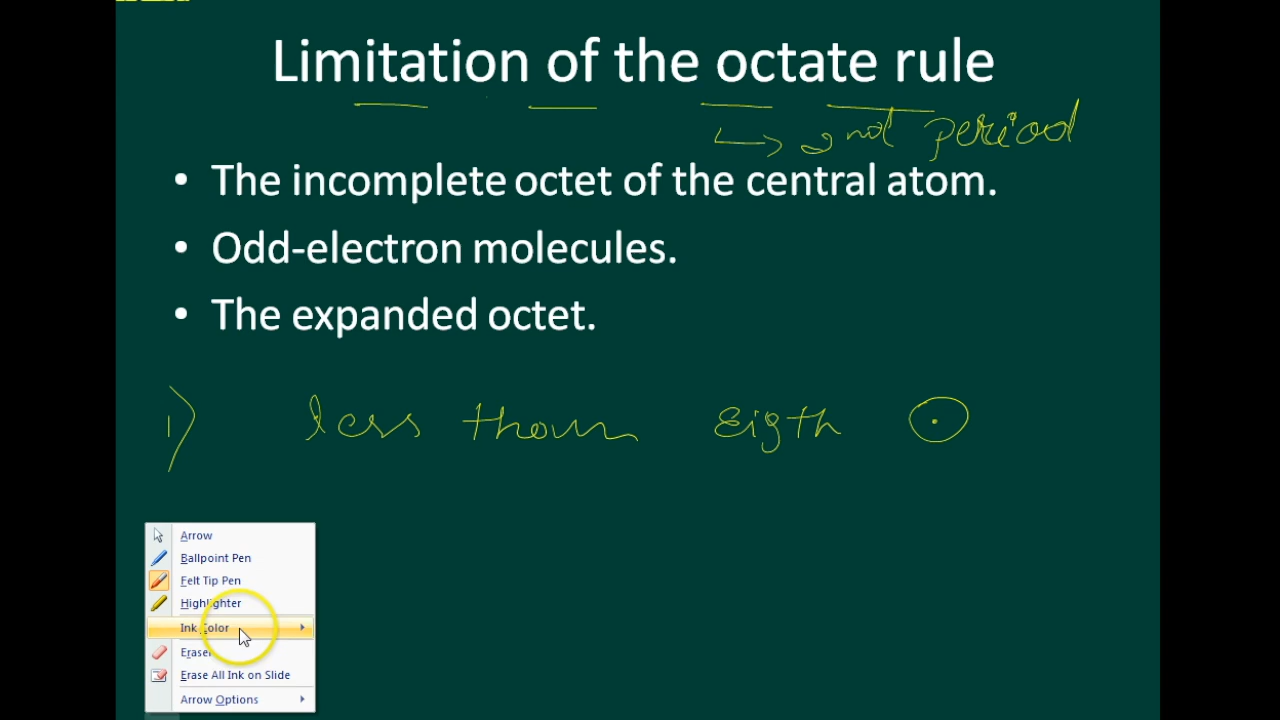 Limitation of the octate rule
2nd period
• The incomplete octet of the central atom.
• Odd-electron molecules.
• The expanded octet.
1) less than Eigth
Arrow
Ballpoint Pen
Felt Tip Pen
Highlighter
Ink Color
Eraser
Erase All Ink on Slide
Arrow Options